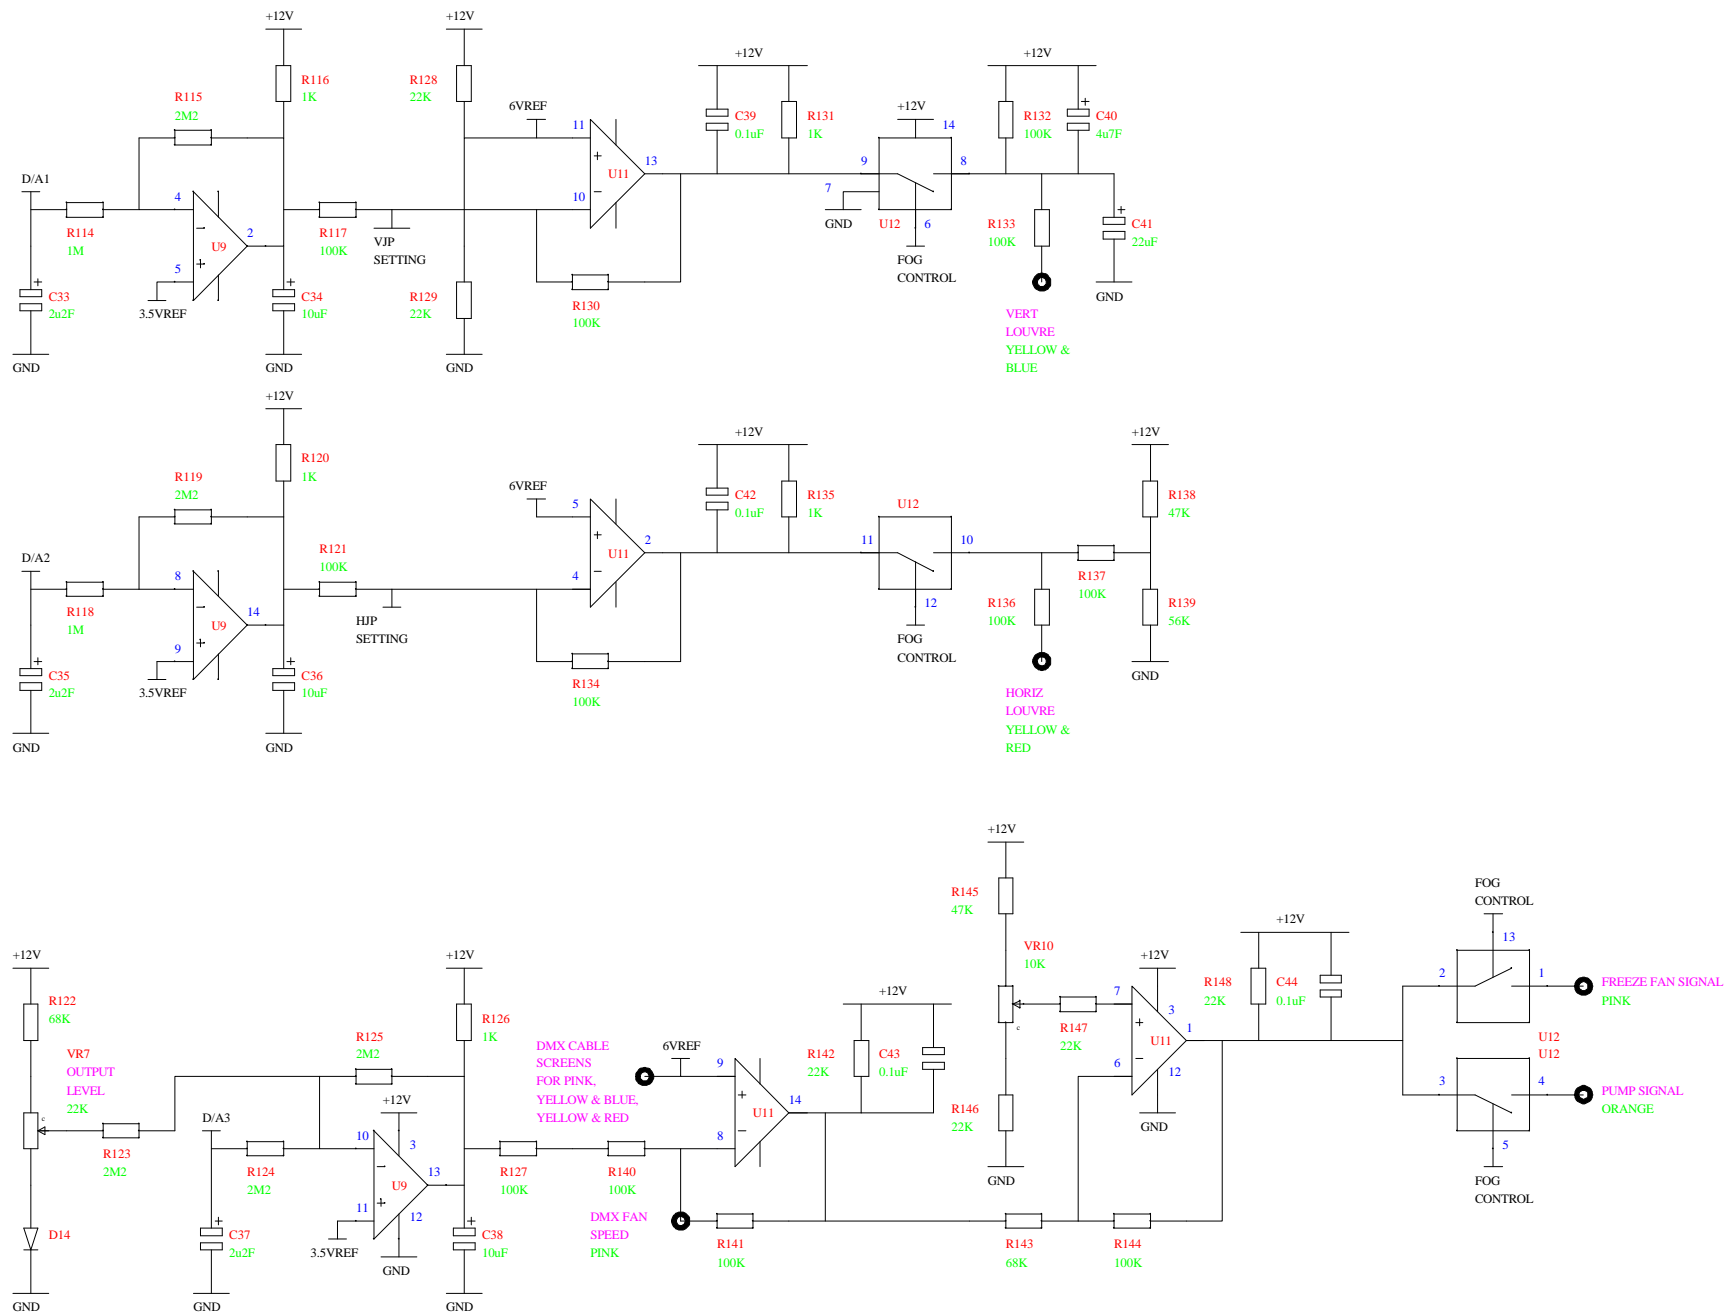 +12V
R116
1K
R115
2M2
D/A1
R114
1M
4
2
U9
5
3.5VREF
C33
2u2F
C34
10uF
GND
GND
R117
100K
VJP
SETTING
+12V
R128
22K
R129
22K
GND
6VREF
11
10
13
U11
R130
100K
+12V
C39
0.1uF
R131
1K
+12V
14
9
8
7
GND
U12
6
FOG
CONTROL
+12V
R132
100K
C40
4u7F
R133
100K
C41
22uF
GND
VERT
LOUVRE
YELLOW &
BLUE
+12V
R120
1K
R119
2M2
D/A2
R118
1M
8
14
U9
9
3.5VREF
C35
2u2F
C36
10uF
GND
GND
R121
100K
HJP
SETTING
6VREF
5
4
2
U11
R134
100K
+12V
C42
0.1uF
R135
1K
U12
11
10
12
FOG
CONTROL
R136
100K
R137
100K
+12V
R138
47K
R139
56K
GND
HORIZ
LOUVRE
YELLOW &
RED
+12V
R122
68K
VR7
OUTPUT
LEVEL
22K
c
R123
2M2
D14
GND
D/A3
R124
2M2
C37
2u2F
GND
R125
2M2
+12V
3
10
13
U9
11
12
3.5VREF
GND
+12V
R126
1K
C38
10uF
GND
R127
100K
R140
100K
DMX CABLE
SCREENS
FOR PINK,
YELLOW & BLUE,
YELLOW & RED
6VREF
9
8
14
U11
DMX FAN
SPEED
PINK
R141
100K
+12V
R142
22K
C43
0.1uF
R143
68K
R144
100K
+12V
R145
47K
VR10
10K
c
R146
22K
GND
R147
22K
+12V
7
3
1
U11
6
12
GND
+12V
R148
22K
C44
0.1uF
FOG
CONTROL
13
2
1
FREEZE FAN SIGNAL
PINK
U12
U12
3
4
PUMP SIGNAL
ORANGE
5
FOG
CONTROL